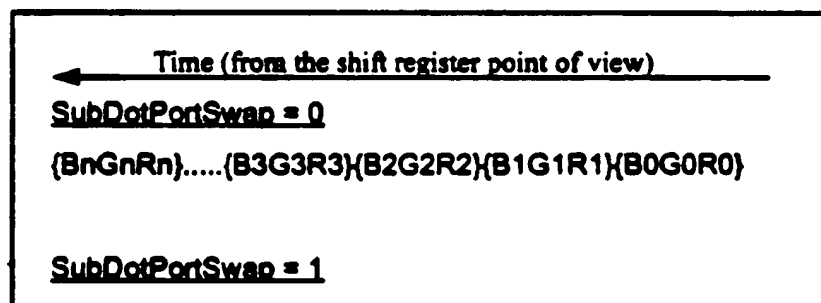 Time (from the shift register point of view)
SubDotPortSwap = 0
{BnGnRn}.....{B3G3R3}{B2G2R2}{B1G1R1}{B0G0R0}
SubDotPortSwap = 1